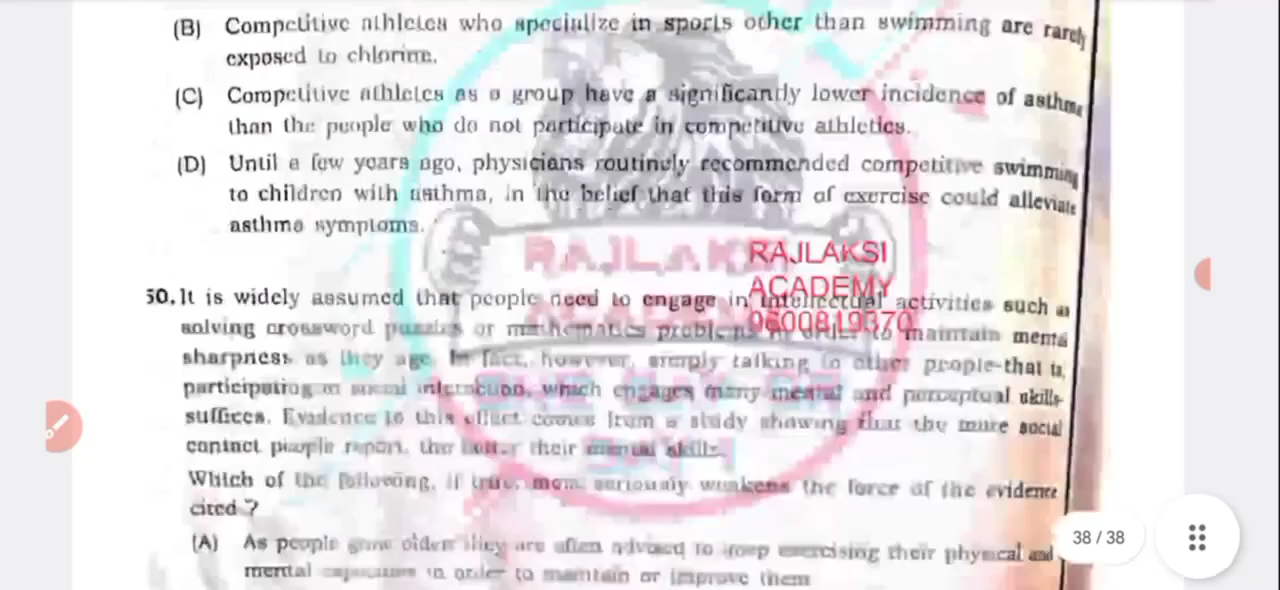 (B) Competitive athletes who specialize in sports other than swimming are rarely
exposed to chlorine.
(C) Competitive athletes as a group have a significantly lower incidence of asthma
than the people who do not participate in competitive athletics.
(D) Until a few years ago, physicians routinely recommended competitive swimming
to children with asthma, in the belief that this form of exercise could alleviate
asthma symptoms.
RAJLAKSI
ACADEMY
9600819370
50. It is widely assumed that people need to engage in intellectual activities such as
solving crossword puzzles or mathematics problems in order to maintain mental
sharpness as they age. In fact, however, simply talking to other people-that is,
participating in social interaction, which engages many mental and perceptual skills-
suffices. Evidence to this effect comes from a study showing that the more social
contact people report, the better their mental skills.
Which of the following, if true, most seriously weakens the force of the evidence
cited ?
(A) As people grow older they are often advised to keep exercising their physical and
mental capacities in order to maintain or improve them
38 / 38